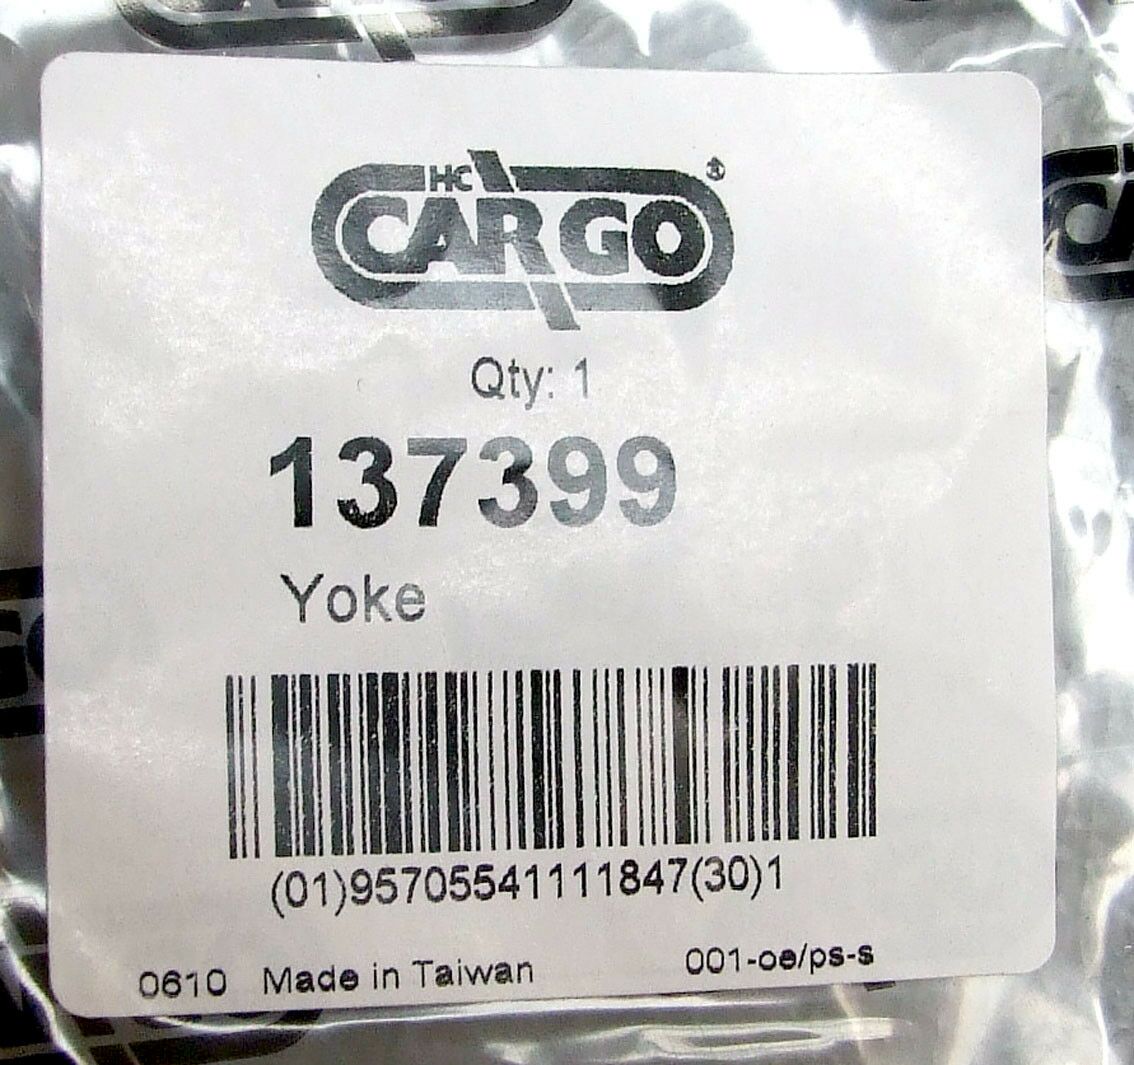 HC
CARGO®
Qty: 1
137399
Yoke
(01)95705541111847(30)1
0610 Made in Taiwan 001-oe/ps-s